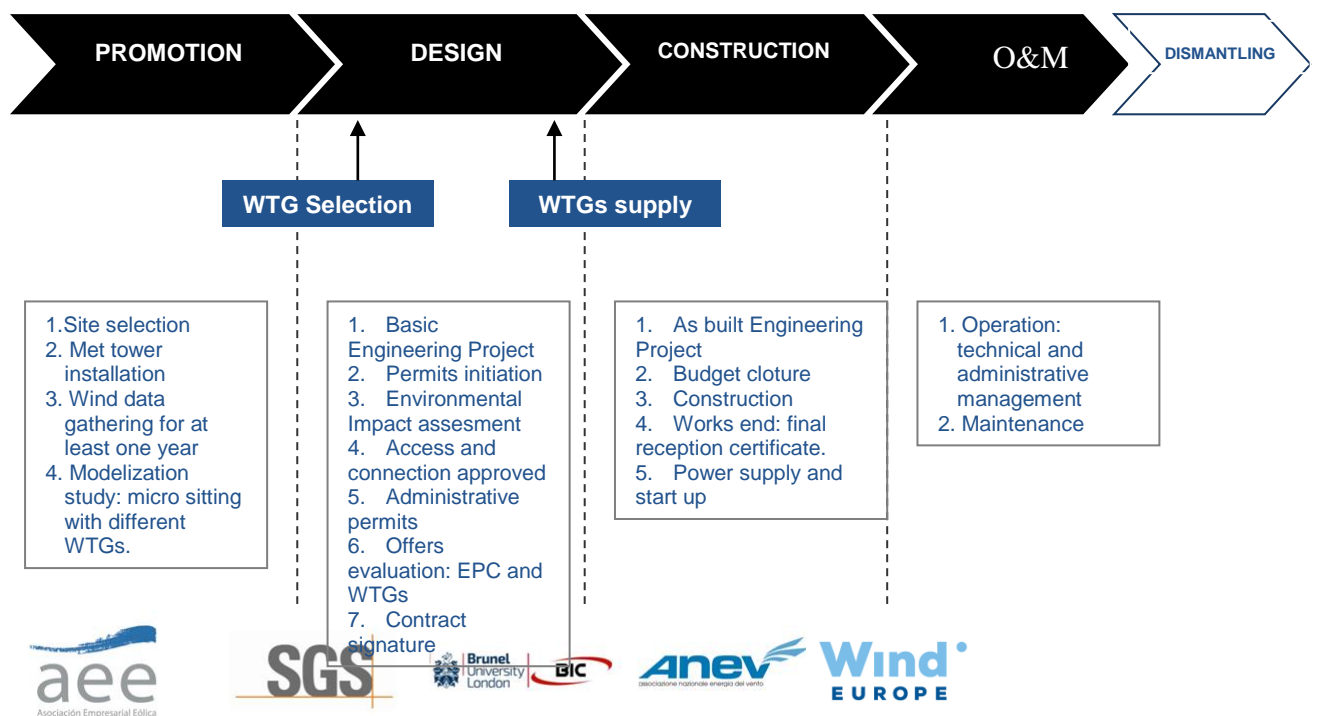 PROMOTION
DESIGN
CONSTRUCTION
O&M
DISMANTLING
WTG Selection
WTGs supply
1.Site selection
2. Met tower
installation
3. Wind data
gathering for at
least one year
4. Modelization
study: micro sitting
with different
WTGs.
1. Basic
Engineering Project
2. Permits initiation
3. Environmental
Impact assesment
4. Access and
connection approved
5. Administrative
permits
6. Offers
evaluation: EPC and
WTGs
7. Contract
signature
1. As built Engineering
Project
2. Budget cloture
3. Construction
4. Works end: final
reception certificate.
5. Power supply and
start up
1. Operation:
technical and
administrative
management
2. Maintenance
aee
Asociación Empresarial Eólica
SGS
Brunel
University
London
BIC
Anev
associazione nazionale energia del vento
Wind
EUROPE